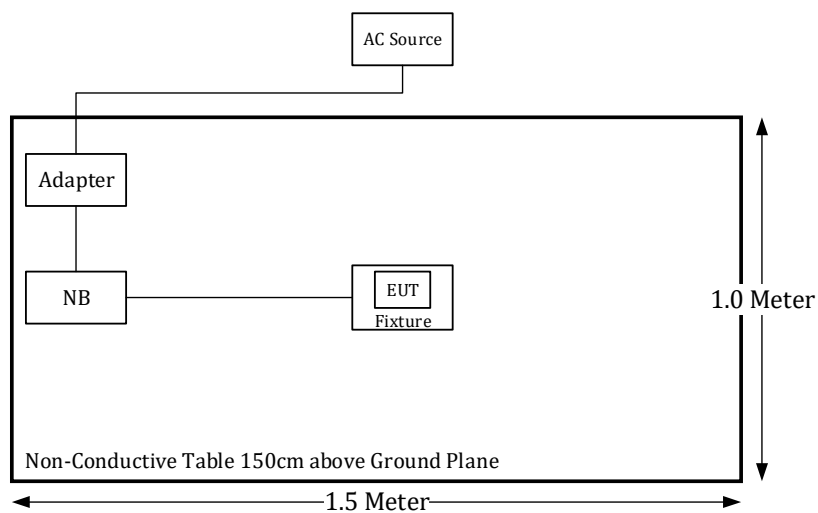 AC Source
Adapter
NB
EUT
Fixture
1.0 Meter
Non-Conductive Table 150cm above Ground Plane
1.5 Meter